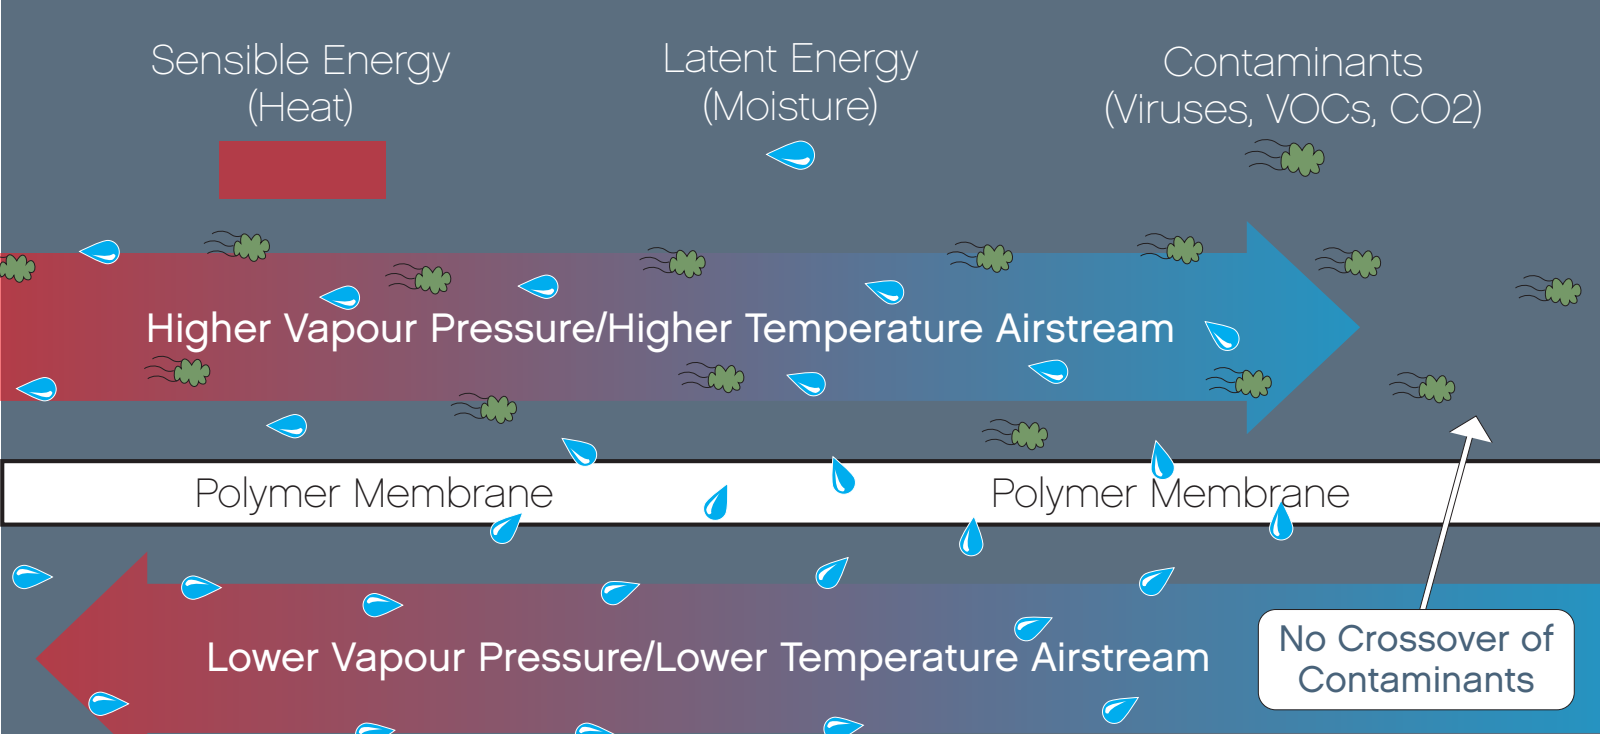 Sensible Energy
(Heat)
Latent Energy
(Moisture)
Contaminants
(Viruses, VOCs, CO2)
Higher Vapour Pressure/Higher Temperature Airstream
Polymer Membrane
Polymer Membrane
Lower Vapour Pressure/Lower Temperature Airstream
No Crossover of
Contaminants